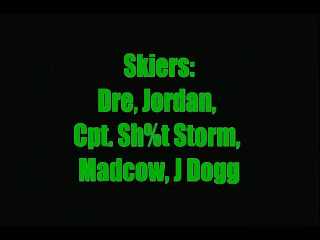 Skiers:
Dre, Jordan,
Cpt. Sh%t Storm,
Madcow, J Dogg